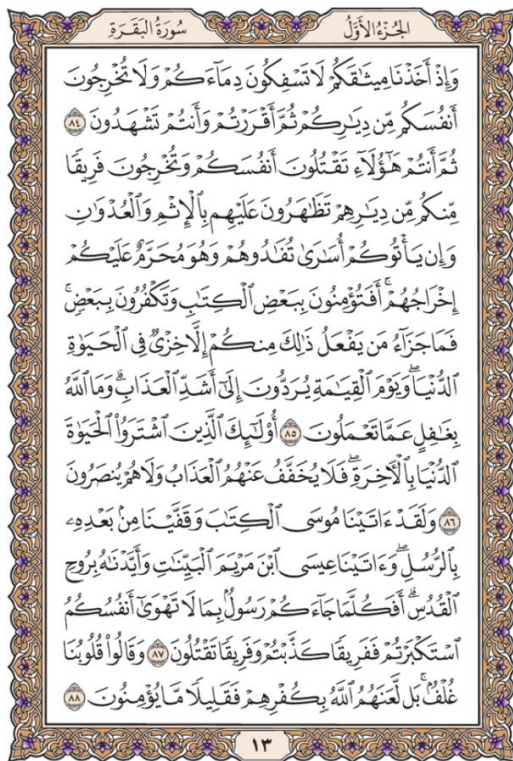 سُورَةُ البَقَرَةِ
الجُزْءُ الأَوَّلُ
وَإِذْ أَخَذْنَا مِيثَٰقَكُمْ لَا تَسْفِكُونَ دِمَآءَكُمْ وَلَا تُخْرِجُونَ
أَنفُسَكُم مِّن دِيَٰرِكُمْ ثُمَّ أَقْرَرْتُمْ وَأَنتُمْ تَشْهَدُونَ ٨٤
ثُمَّ أَنتُمْ هَٰٓؤُلَآءِ تَقْتُلُونَ أَنفُسَكُمْ وَتُخْرِجُونَ فَرِيقًا
مِّنكُم مِّن دِيَٰرِهِمْ تَظَٰهَرُونَ عَلَيْهِم بِٱلْإِثْمِ وَٱلْعُدْوَٰنِ
وَإِن يَأْتُوكُمْ أُسَٰرَىٰ تُفَٰدُوهُمْ وَهُوَ مُحَرَّمٌ عَلَيْكُمْ
إِخْرَاجُهُمْ ۚ أَفَتُؤْمِنُونَ بِبَعْضِ ٱلْكِتَٰبِ وَتَكْفُرُونَ بِبَعْضٍ ۚ
فَمَا جَزَآءُ مَن يَفْعَلُ ذَٰلِكَ مِنكُمْ إِلَّا خِزْىٌ فِى ٱلْحَيَوٰةِ
ٱلدُّنْيَا ۖ وَيَوْمَ ٱلْقِيَٰمَةِ يُرَدُّونَ إِلَىٰٓ أَشَدِّ ٱلْعَذَابِ ۗ وَمَا ٱللَّهُ
بِغَٰفِلٍ عَمَّا تَعْمَلُونَ ٨٥ أُو۟لَٰٓئِكَ ٱلَّذِينَ ٱشْتَرَوُا۟ ٱلْحَيَوٰةَ
ٱلدُّنْيَا بِٱلْءَاخِرَةِ ۖ فَلَا يُخَفَّفُ عَنْهُمُ ٱلْعَذَابُ وَلَا هُمْ يُنصَرُونَ
٨٦ وَلَقَدْ ءَاتَيْنَا مُوسَى ٱلْكِتَٰبَ وَقَفَّيْنَا مِنۢ بَعْدِهِۦ
بِٱلرُّسُلِ ۖ وَءَاتَيْنَا عِيسَى ٱبْنَ مَرْيَمَ ٱلْبَيِّنَٰتِ وَأَيَّدْنَٰهُ بِرُوحِ
ٱلْقُدُسِ ۗ أَفَكُلَّمَا جَآءَكُمْ رَسُولٌۢ بِمَا لَا تَهْوَىٰٓ أَنفُسُكُمُ
ٱسْتَكْبَرْتُمْ فَفَرِيقًا كَذَّبْتُمْ وَفَرِيقًا تَقْتُلُونَ ٨٧ وَقَالُوا۟ قُلُوبُنَا
غُلْفٌۢ ۚ بَل لَّعَنَهُمُ ٱللَّهُ بِكُفْرِهِمْ فَقَلِيلًا مَّا يُؤْمِنُونَ ٨٨
١٣